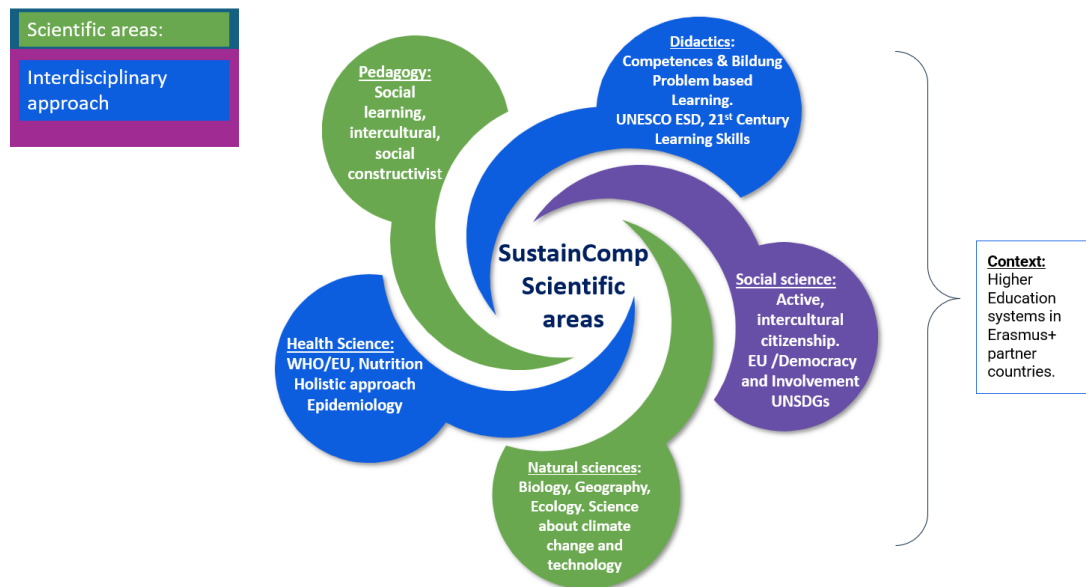 Scientific areas:
Interdisciplinary
approach
Pedagogy:
Social
learning,
intercultural,
social
constructivist
Didactics:
Competences & Bildung
Problem based
Learning.
UNESCO ESD, 21st Century
Learning Skills
SustainComp
Scientific
areas
Social science:
Active,
intercultural
citizenship.
EU /Democracy
and Involvement
UNSDGs
Health Science:
WHO/EU, Nutrition
Holistic approach
Epidemiology
Natural sciences:
Biology, Geography,
Ecology. Science
about climate
change and
technology
Context:
Higher
Education
systems in
Erasmus+
partner
countries.